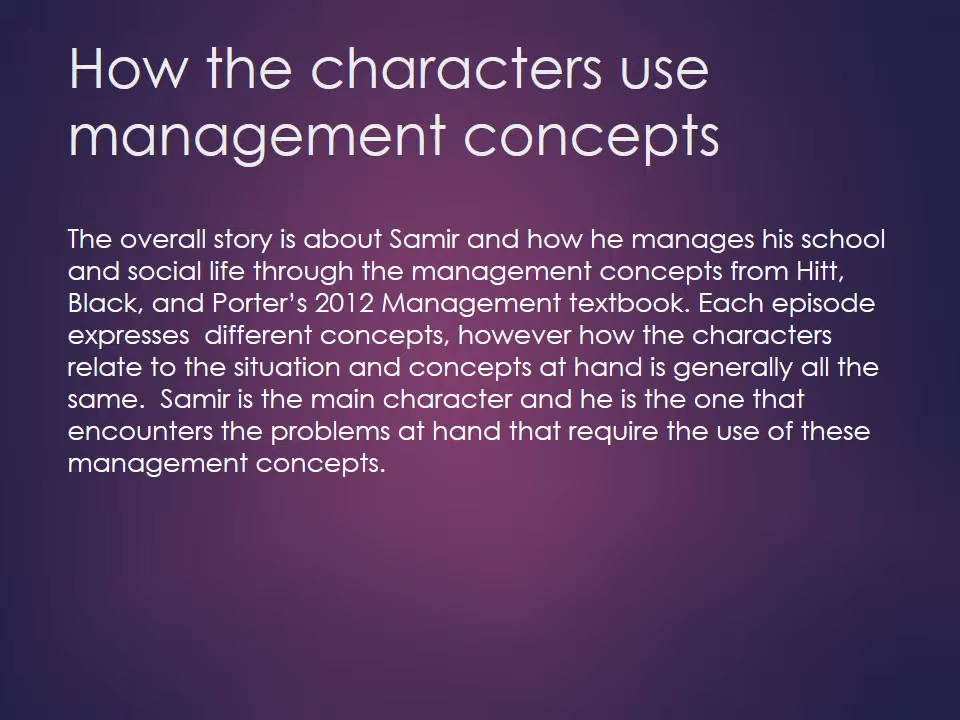 How the characters use
management concepts
The overall story is about Samir and how he manages his school
and social life through the management concepts from Hitt,
Black, and Porter’s 2012 Management textbook. Each episode
expresses  different concepts, however how the characters
relate to the situation and concepts at hand is generally all the
same.  Samir is the main character and he is the one that
encounters the problems at hand that require the use of these
management concepts.